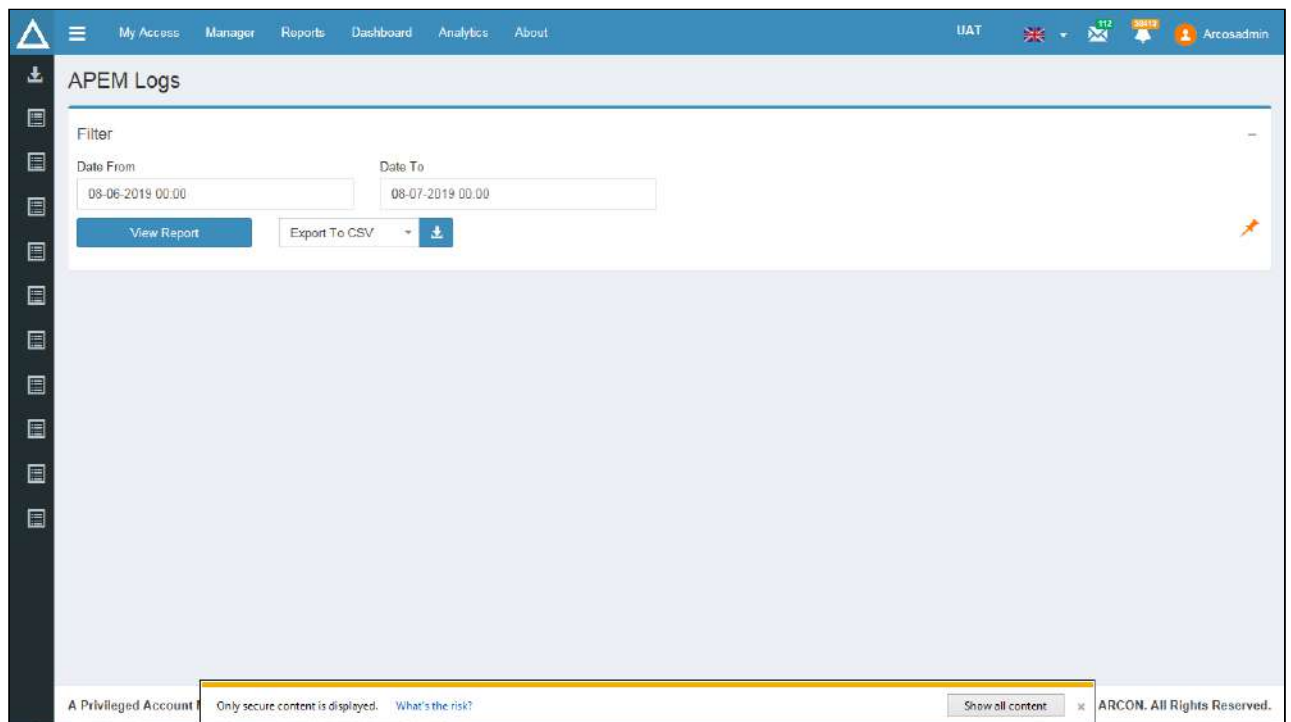 My Access Manager Reports Dashboard Analytics About UAT 112 30413 Arcosadmin
APEM Logs
Filter
Date From Date To
08-06-2019 00:00 08-07-2019 00:00
View Report Export To CSV
A Privileged Account Only secure content is displayed. What's the risk? Show all content × ARCON. All Rights Reserved.